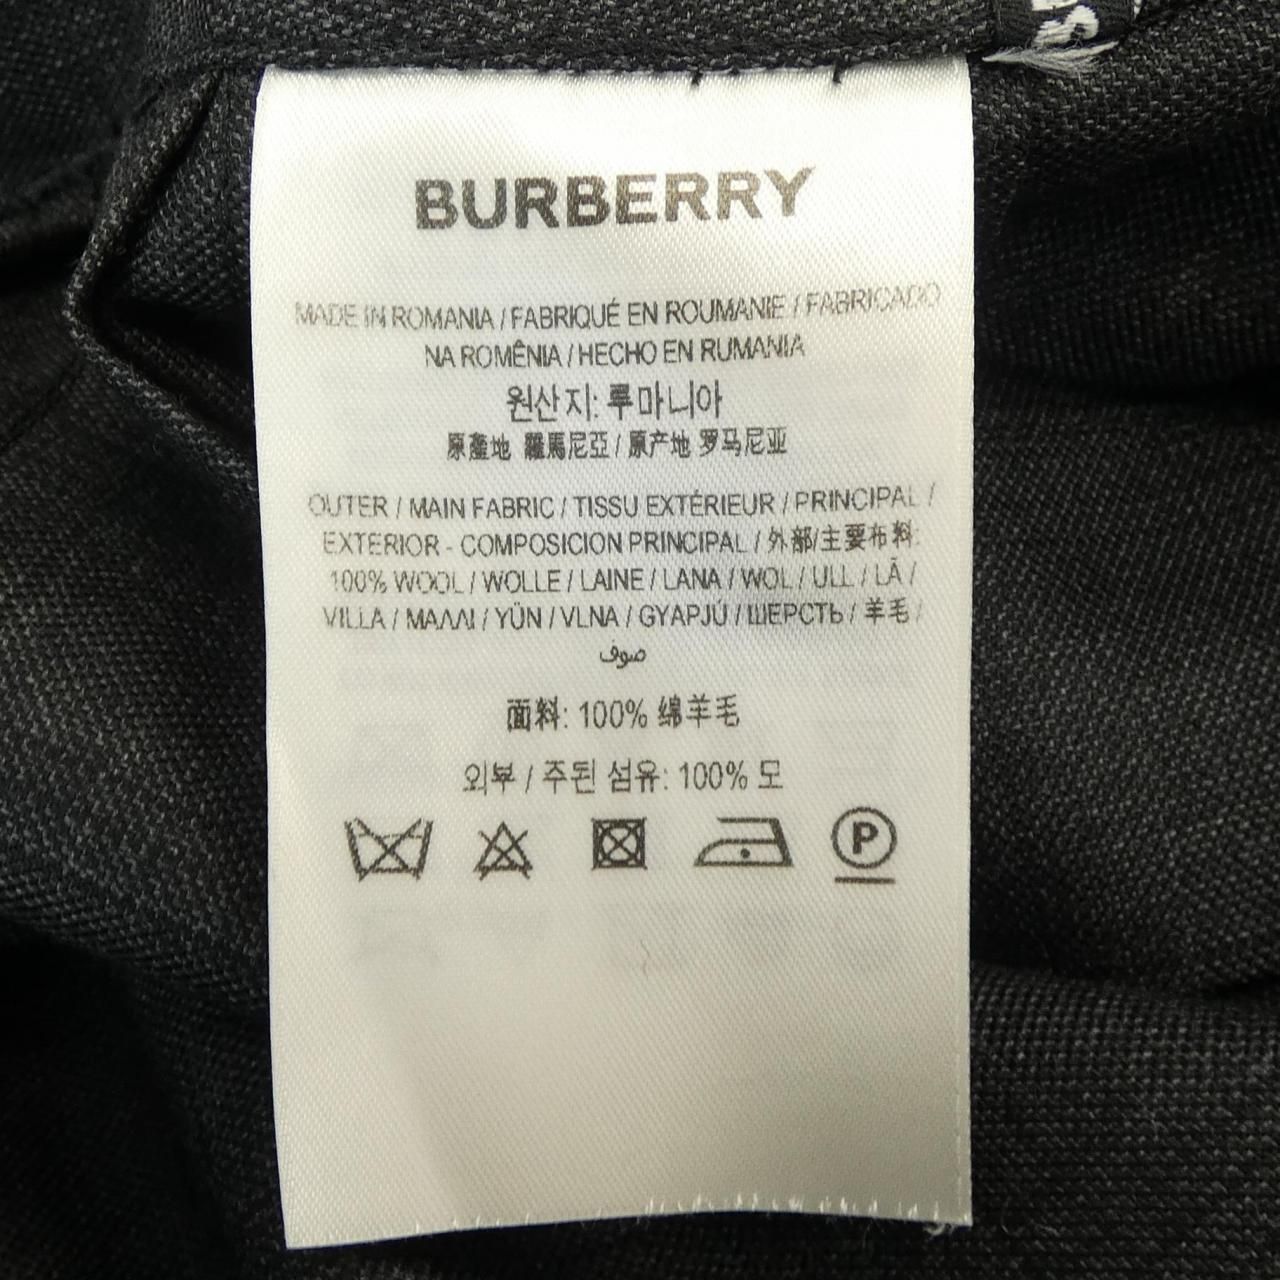 BURBERRY
MADE IN ROMANIA / FABRIQUÉ EN ROUMANIE / FABRICADO
NA ROMÊNIA / HECHO EN RUMANIA
원산지: 루마니아
原產地 羅馬尼亞 / 原产地 罗马尼亚
OUTER / MAIN FABRIC / TISSU EXTÉRIEUR / PRINCIPAL /
EXTERIOR - COMPOSICION PRINCIPAL / 外部/主要布料:
100% WOOL / WOLLE / LAINE / LANA / WOL / ULL / LÃ /
VILLA / ΜΑΛΛΙ / YÜN / VLNA / GYAPJÚ / ШЕРСТЬ / 羊毛 /
صوف
面料: 100% 绵羊毛
외부 / 주된 섬유: 100% 모
P